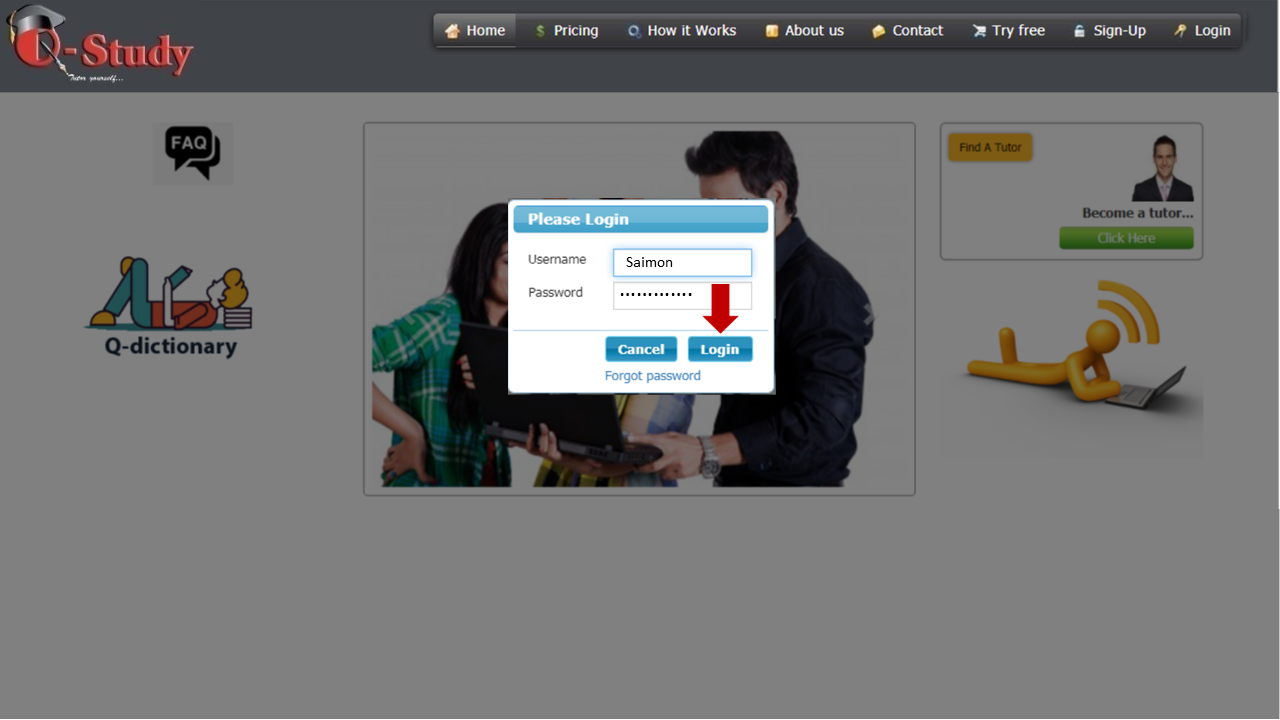 Q-Study
Tutor yourself...
Home Pricing How it Works About us Contact Try free Sign-Up Login
FAQ
Find A Tutor
Become a tutor...
Click Here
Please Login
Username Saimon
Password .............
Cancel Login
Forgot password
Q-dictionary